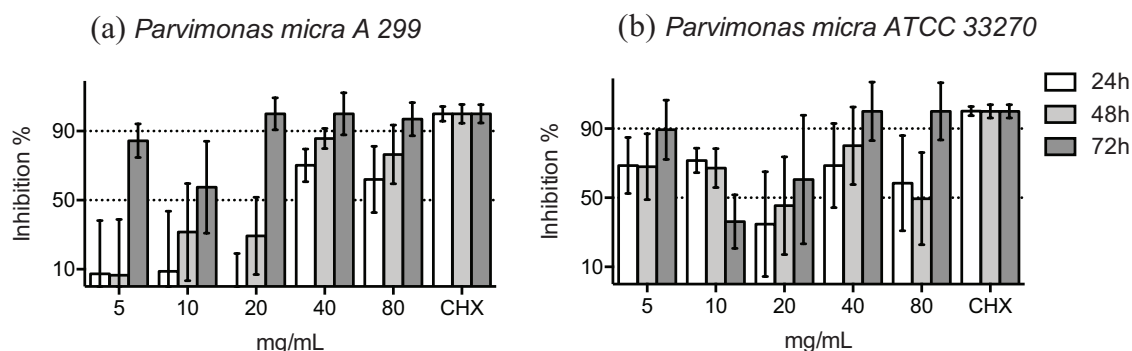 (a) Parvimonas micra A 299
Inhibition %
90
50
10
5 10 20 40 80 CHX
mg/mL
(b) Parvimonas micra ATCC 33270
Inhibition %
90
50
10
5 10 20 40 80 CHX
mg/mL
24h
48h
72h